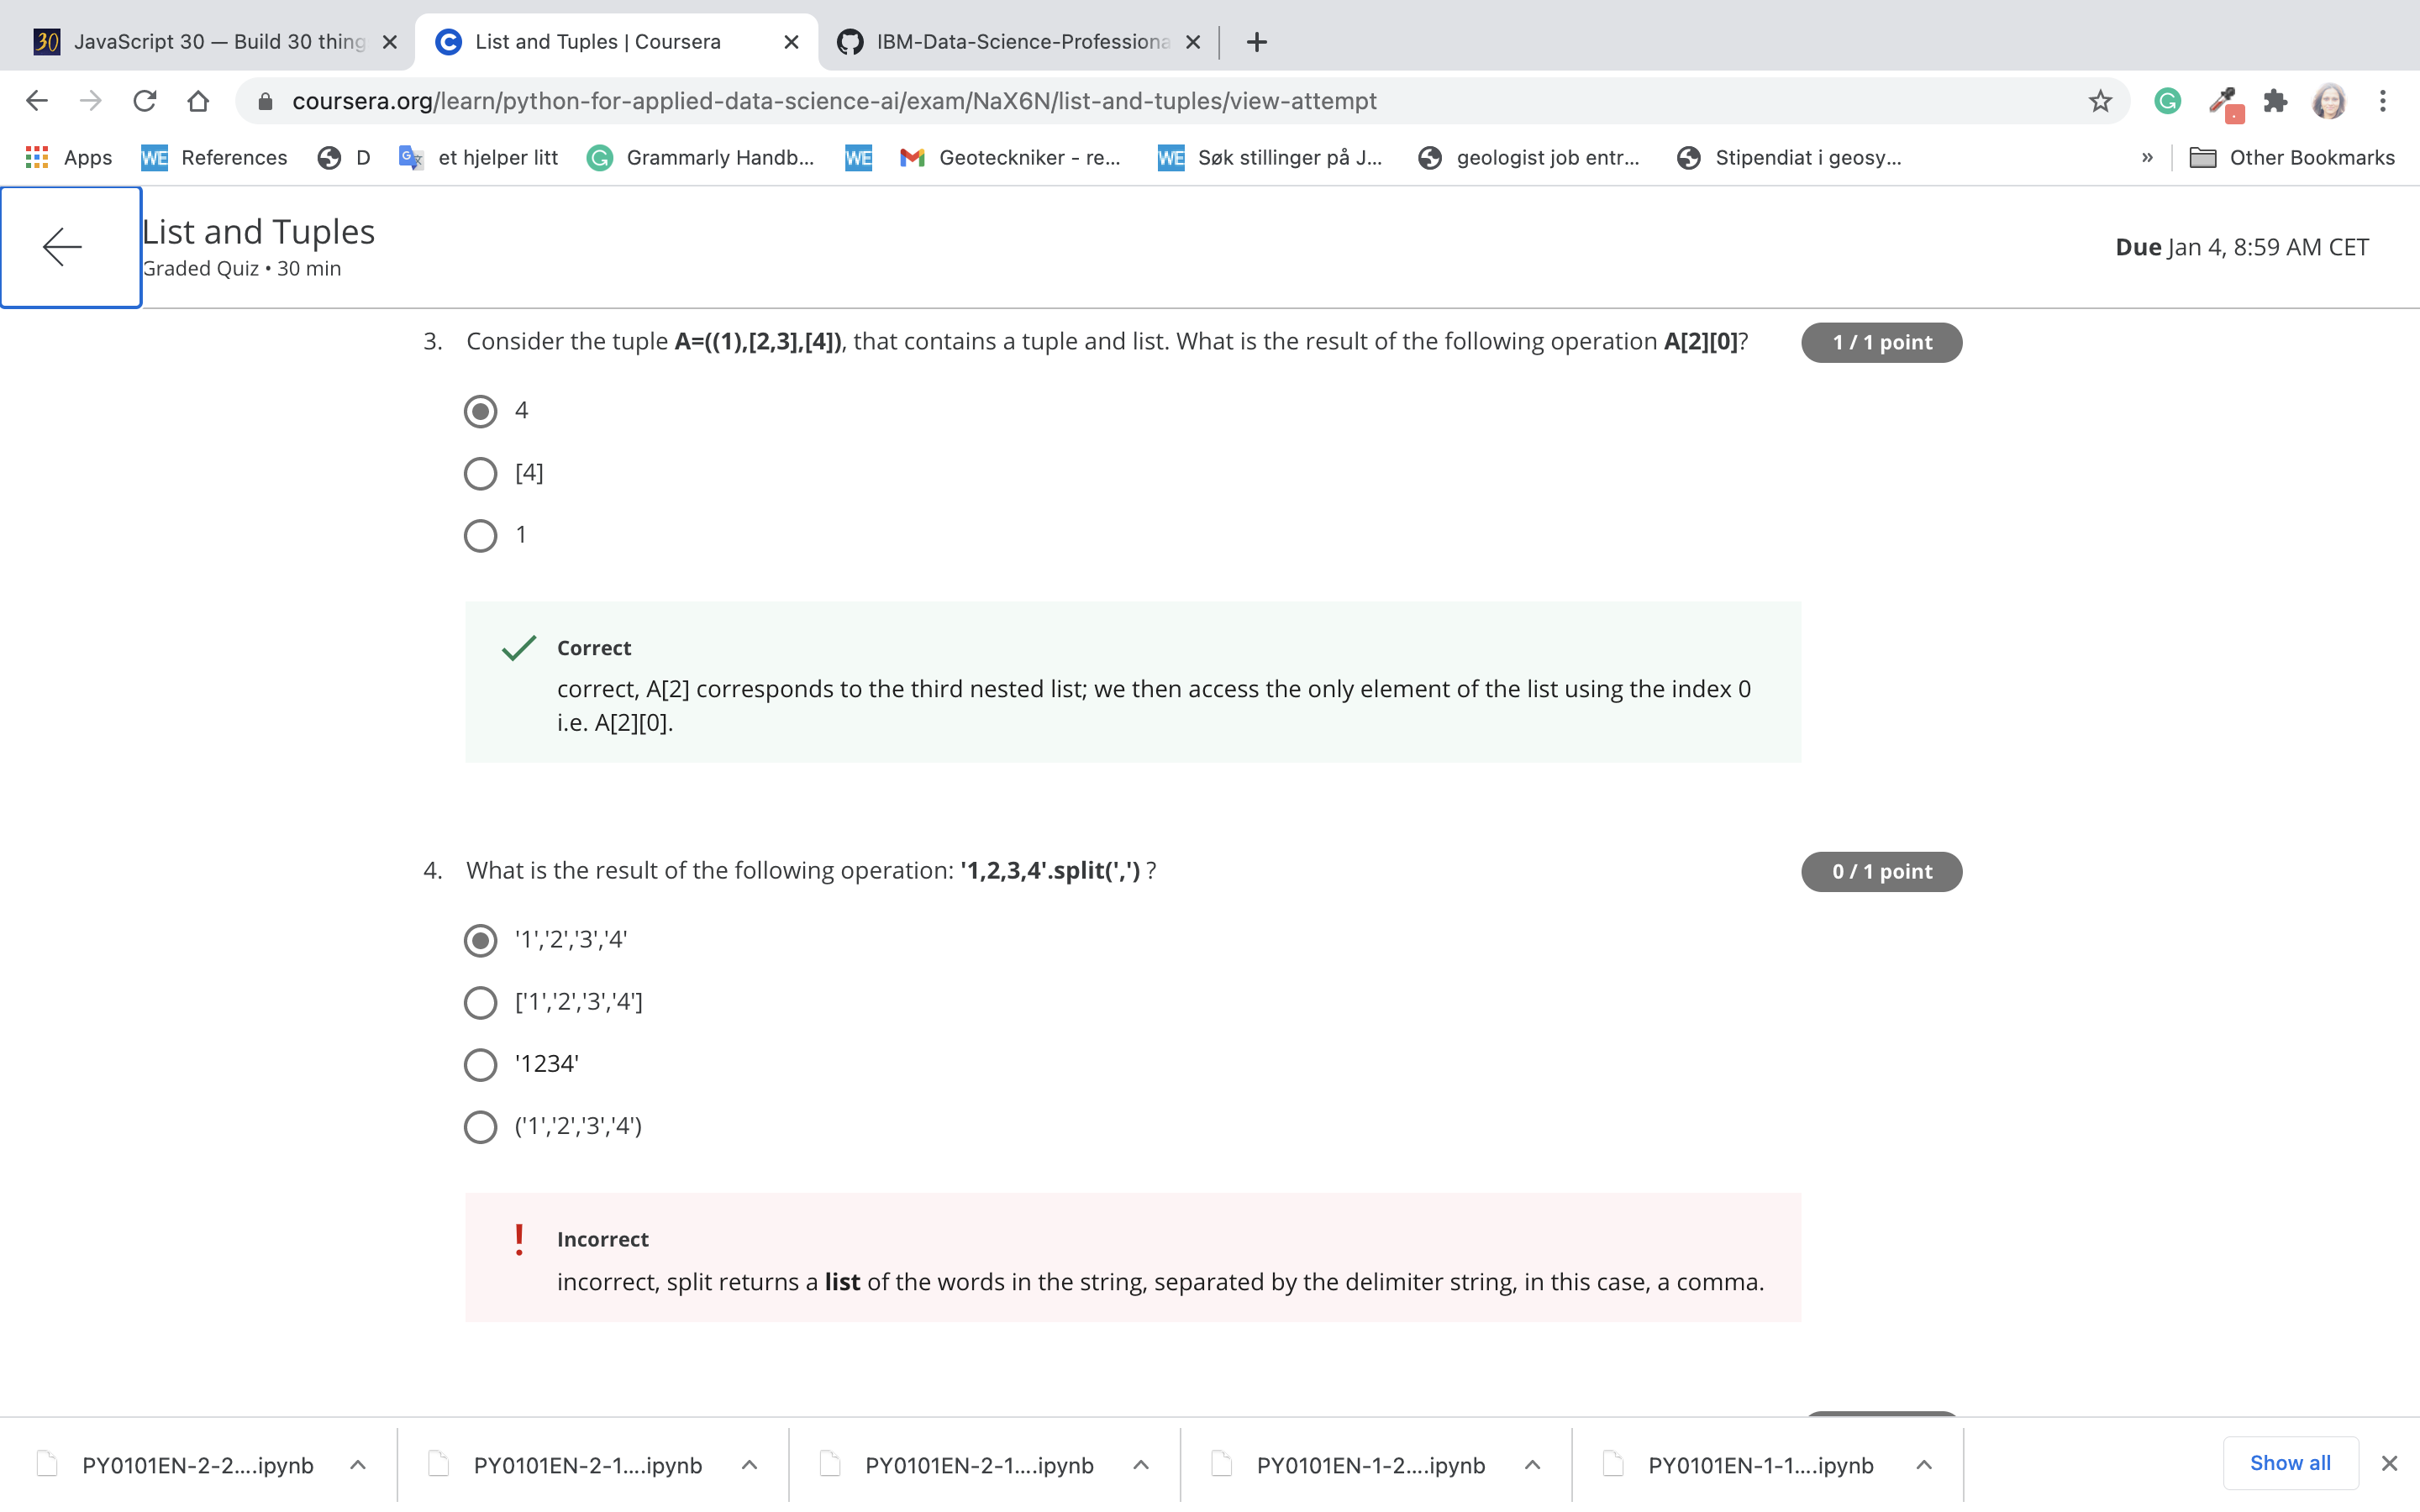 30 JavaScript 30 — Build 30 thing
List and Tuples | Coursera
IBM-Data-Science-Professiona
coursera.org/learn/python-for-applied-data-science-ai/exam/NaX6N/list-and-tuples/view-attempt
Apps WE References D et hjelper litt Grammarly Handb... WE Geoteckniker - re... WE Søk stillinger på J... geologist job entr... Stipendiat i geosy... » Other Bookmarks
List and Tuples
Graded Quiz • 30 min
Due Jan 4, 8:59 AM CET
3. Consider the tuple A=((1),[2,3],[4]), that contains a tuple and list. What is the result of the following operation A[2][0]?
1 / 1 point
4
[4]
1
Correct
correct, A[2] corresponds to the third nested list; we then access the only element of the list using the index 0
i.e. A[2][0].
4. What is the result of the following operation: '1,2,3,4'.split(',') ?
0 / 1 point
'1','2','3','4'
['1','2','3','4']
'1234'
('1','2','3','4')
Incorrect
incorrect, split returns a list of the words in the string, separated by the delimiter string, in this case, a comma.
PY0101EN-2-2....ipynb
PY0101EN-2-1....ipynb
PY0101EN-2-1....ipynb
PY0101EN-1-2....ipynb
PY0101EN-1-1....ipynb
Show all